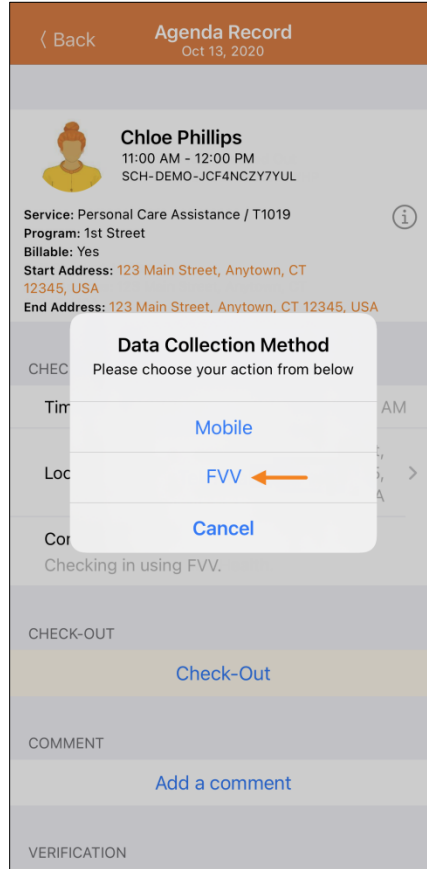 Back
Agenda Record
Oct 13, 2020
Chloe Phillips
11:00 AM - 12:00 PM
SCH-DEMO-JCF4NCZY7YUL
Service: Personal Care Assistance / T1019
Program: 1st Street
Billable: Yes
Start Address: 123 Main Street, Anytown, CT
12345, USA
End Address: 123 Main Street, Anytown, CT 12345, USA
Data Collection Method
Please choose your action from below
Mobile
FVV
Cancel
AM
Checking in using FVV.
CHECK-OUT
Check-Out
COMMENT
Add a comment
VERIFICATION